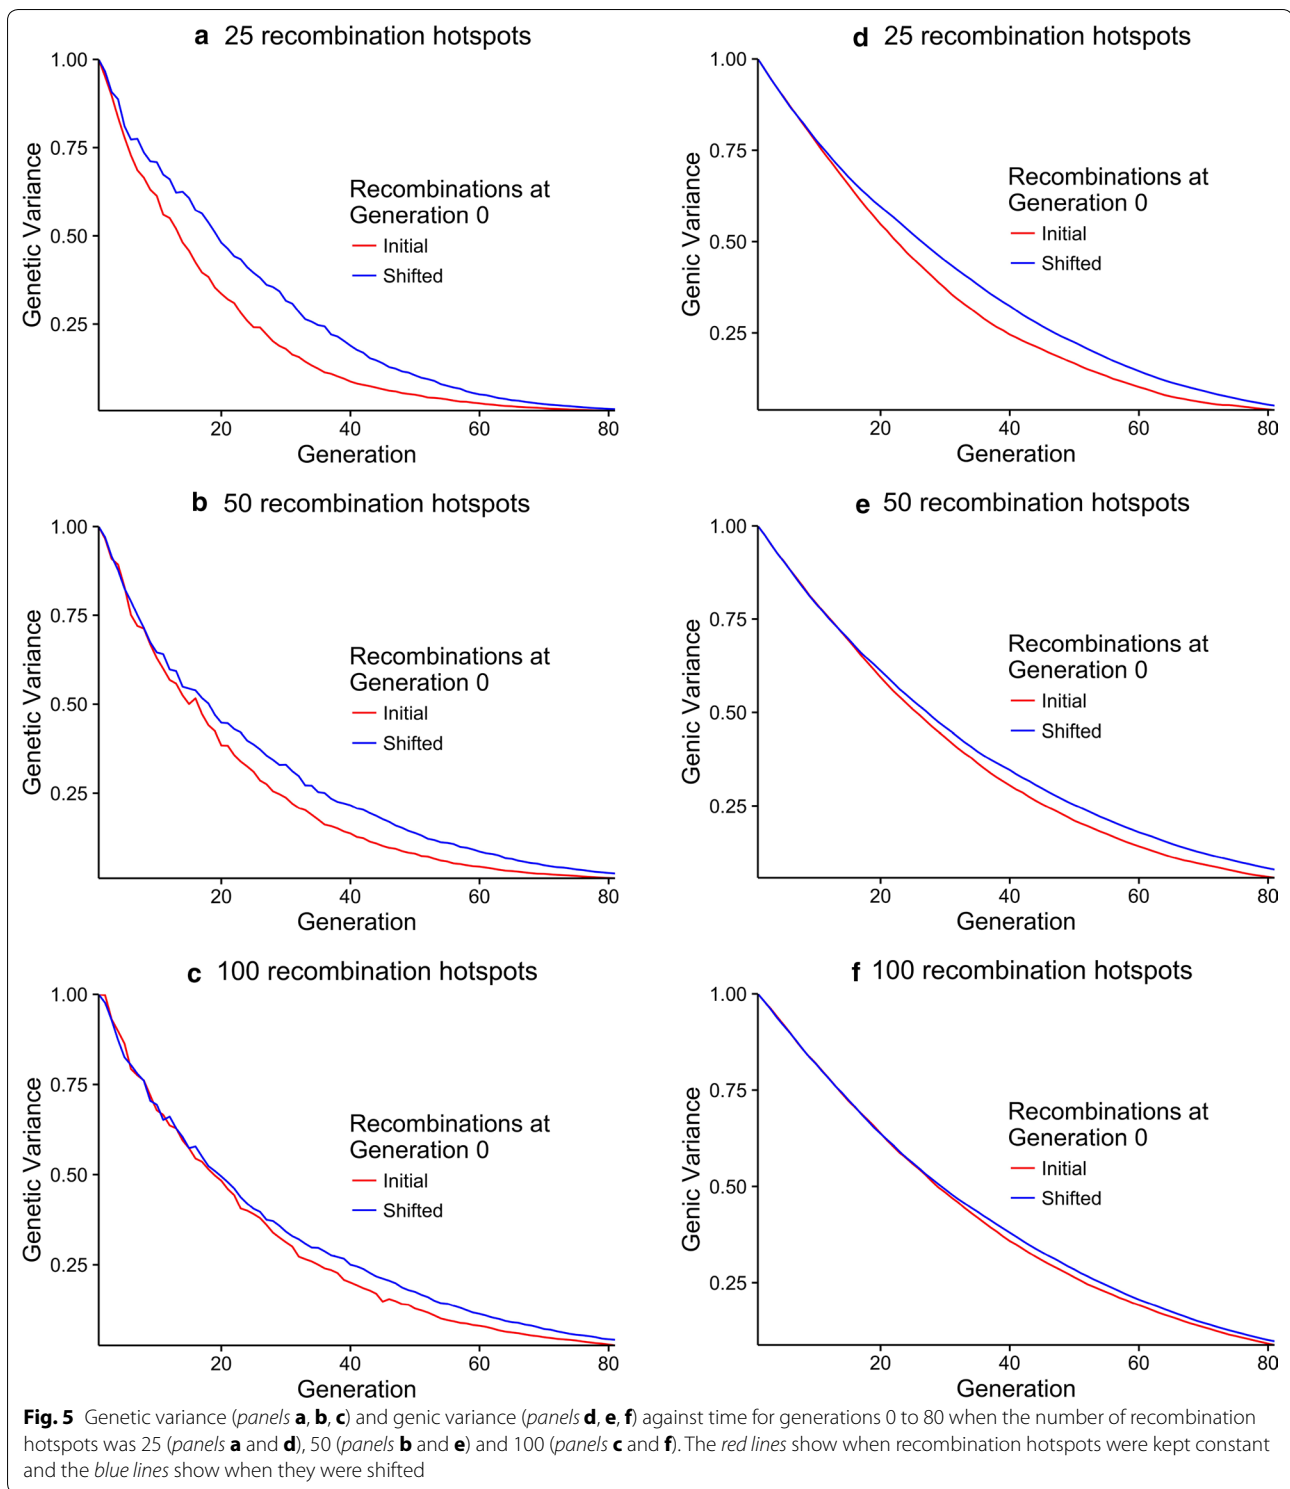 a 25 recombination hotspots
1.00
0.75
0.50
0.25
Genetic Variance
Recombinations at
Generation 0
Initial
Shifted
20 40 60 80
Generation
d 25 recombination hotspots
1.00
0.75
0.50
0.25
Genic Variance
Recombinations at
Generation 0
Initial
Shifted
20 40 60 80
Generation
b 50 recombination hotspots
1.00
0.75
0.50
0.25
Genetic Variance
Recombinations at
Generation 0
Initial
Shifted
20 40 60 80
Generation
e 50 recombination hotspots
1.00
0.75
0.50
0.25
Genic Variance
Recombinations at
Generation 0
Initial
Shifted
20 40 60 80
Generation
c 100 recombination hotspots
1.00
0.75
0.50
0.25
Genetic Variance
Recombinations at
Generation 0
Initial
Shifted
20 40 60 80
Generation
f 100 recombination hotspots
1.00
0.75
0.50
0.25
Genic Variance
Recombinations at
Generation 0
Initial
Shifted
20 40 60 80
Generation
Fig. 5 Genetic variance (panels a, b, c) and genic variance (panels d, e, f) against time for generations 0 to 80 when the number of recombination
hotspots was 25 (panels a and d), 50 (panels b and e) and 100 (panels c and f). The red lines show when recombination hotspots were kept constant
and the blue lines show when they were shifted